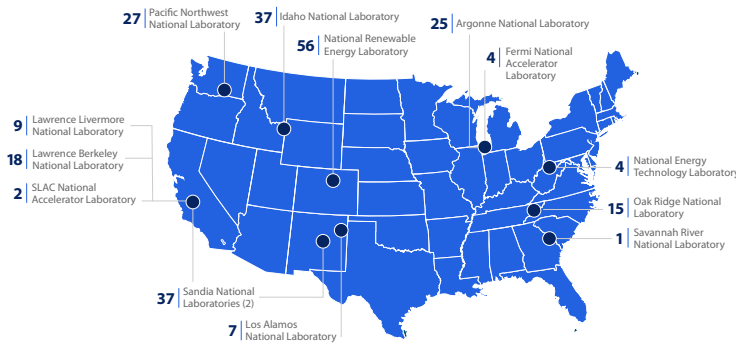 27 Pacific Northwest
National Laboratory
37 Idaho National Laboratory
56 National Renewable
Energy Laboratory
25 Argonne National Laboratory
4 Fermi National
Accelerator
Laboratory
9 Lawrence Livermore
National Laboratory
18 Lawrence Berkeley
National Laboratory
2 SLAC National
Accelerator Laboratory
4 National Energy
Technology Laboratory
15 Oak Ridge National
Laboratory
1 Savannah River
National Laboratory
37 Sandia National
Laboratories (2)
7 Los Alamos
National Laboratory